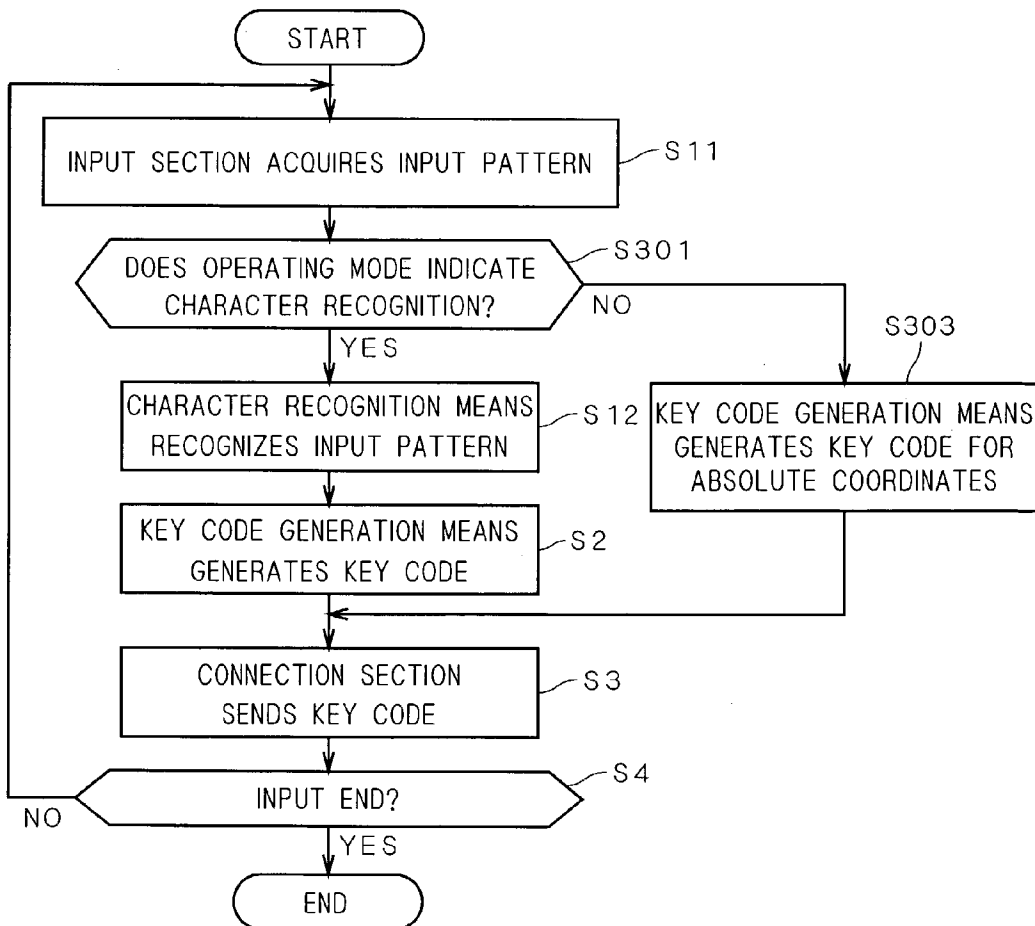 START
INPUT SECTION ACQUIRES INPUT PATTERN
S11
DOES OPERATING MODE INDICATE
CHARACTER RECOGNITION?
S301
NO
YES
S303
CHARACTER RECOGNITION MEANS
RECOGNIZES INPUT PATTERN
S12
KEY CODE GENERATION MEANS
GENERATES KEY CODE FOR
ABSOLUTE COORDINATES
KEY CODE GENERATION MEANS
GENERATES KEY CODE
S2
CONNECTION SECTION
SENDS KEY CODE
S3
INPUT END?
S4
NO
YES
END